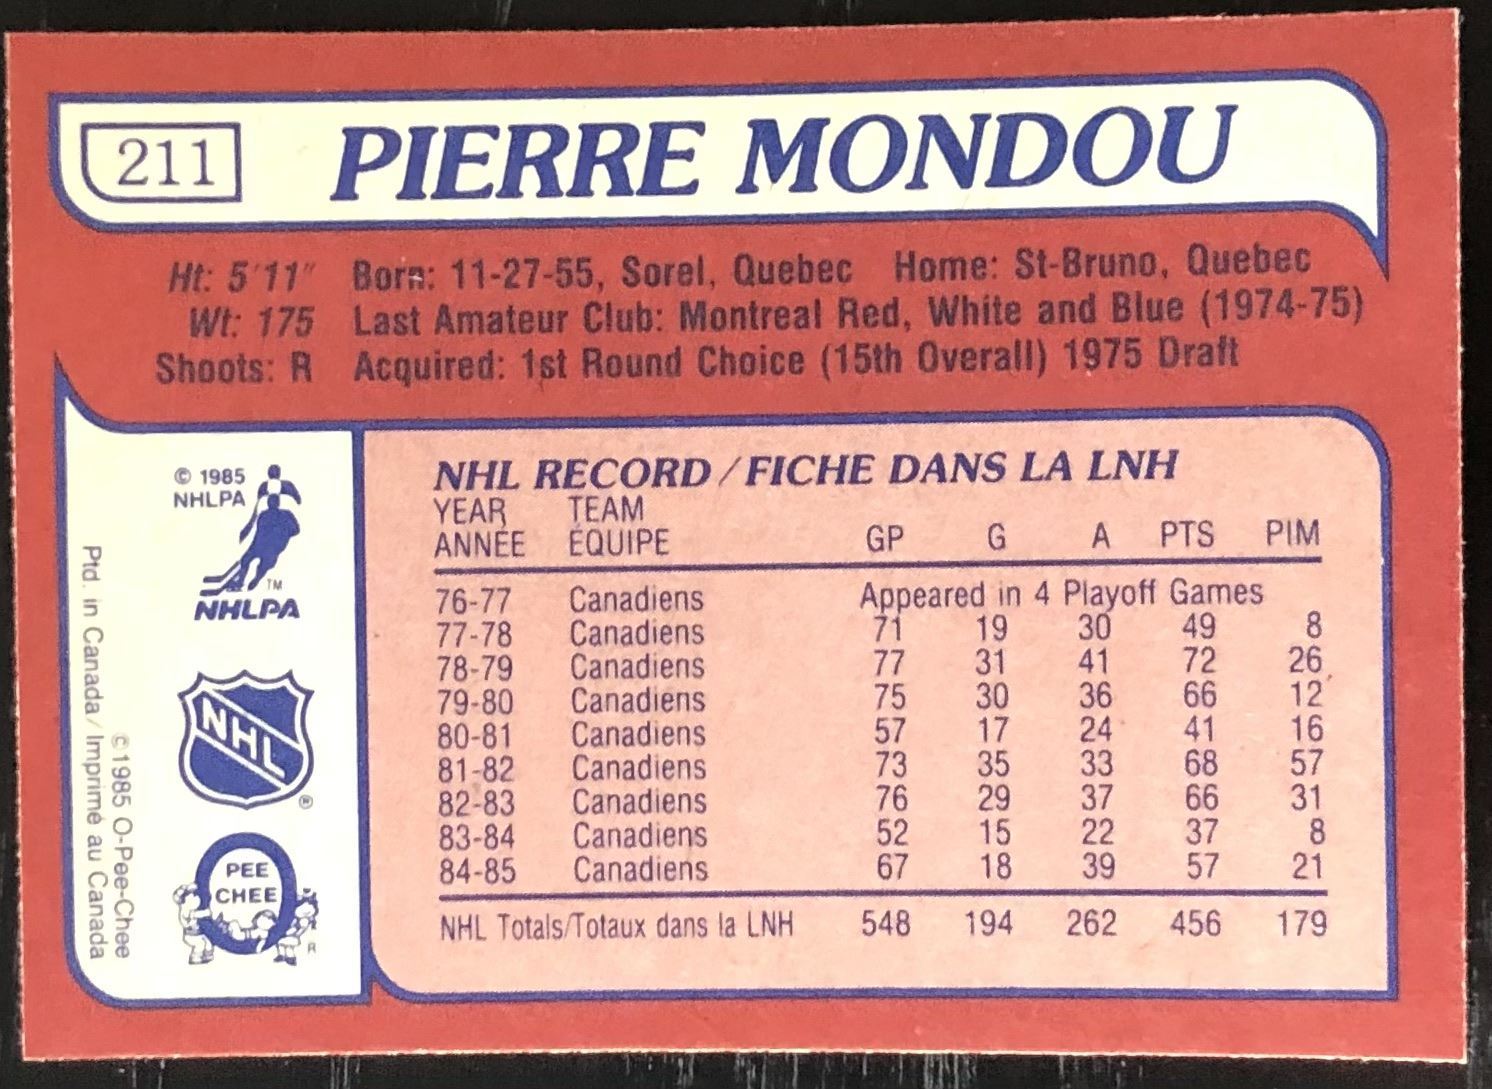 211 PIERRE MONDOU
Ht: 5'11" Born: 11-27-55, Sorel, Quebec Home: St-Bruno, Quebec
Wt: 175 Last Amateur Club: Montreal Red, White and Blue (1974-75)
Shoots: R Acquired: 1st Round Choice (15th Overall) 1975 Draft
© 1985
NHLPA
TM
NHLPA
NHL
®
PEE
CHEE
R
©1985 O-Pee-Chee
Ptd. in Canada/Imprimé au Canada
NHL RECORD/FICHE DANS LA LNH
YEAR TEAM
ANNÉE ÉQUIPE GP G A PTS PIM
76-77 Canadiens Appeared in 4 Playoff Games
77-78 Canadiens 71 19 30 49 8
78-79 Canadiens 77 31 41 72 26
79-80 Canadiens 75 30 36 66 12
80-81 Canadiens 57 17 24 41 16
81-82 Canadiens 73 35 33 68 57
82-83 Canadiens 76 29 37 66 31
83-84 Canadiens 52 15 22 37 8
84-85 Canadiens 67 18 39 57 21
NHL Totals/Totaux dans la LNH 548 194 262 456 179